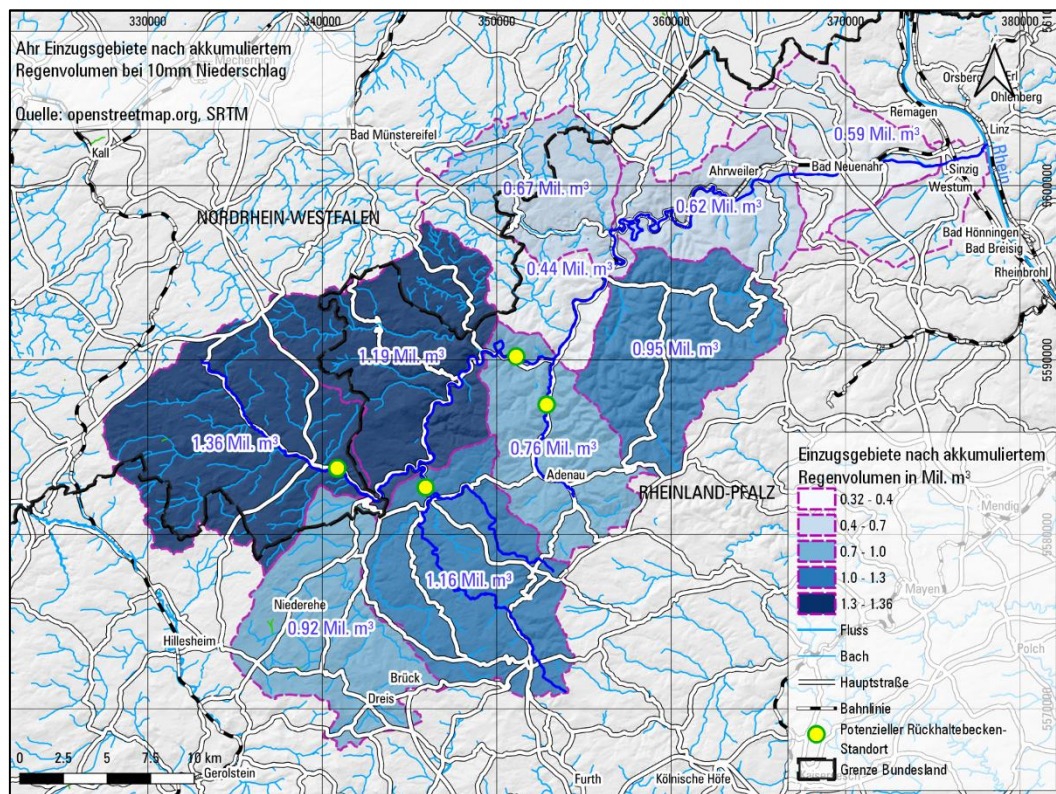 330000
340000
350000
360000
370000
380000
Ahr Einzugsgebiete nach akkumuliertem
Regenvolumen bei 10mm Niederschlag
Quelle: openstreetmap.org, SRTM
Mechernich
Kall
Bad Münstereifel
NORDRHEIN-WESTFALEN
Orsberg
Erl
Ohlenberg
Remagen
Linz
Rhein
0.59 Mil. m³
Ahrweiler
Bad Neuenahr
Sinzig
Westum
Bad Hönningen
Bad Breisig
Rheinbrohl
0.67 Mil. m³
0.62 Mil. m³
0.44 Mil. m³
5600000
1.19 Mil. m³
0.95 Mil. m³
5590000
1.36 Mil. m³
0.76 Mil. m³
Adenau
RHEINLAND-PFALZ
1.16 Mil. m³
Niederehe
0.92 Mil. m³
Hillesheim
Brück
Dreis
Gerolstein
Furth
Kölnische Höfe
Mendig
5580000
Mayen
Polch
5570000
Einzugsgebiete nach akkumuliertem
Regenvolumen in Mil. m³
0.32 - 0.4
0.4 - 0.7
0.7 - 1.0
1.0 - 1.3
1.3 - 1.36
Fluss
Bach
Hauptstraße
Bahnlinie
Potenzieller Rückhaltebecken-
Standort
Grenze Bundesland
0 2.5 5 7.5 10 km